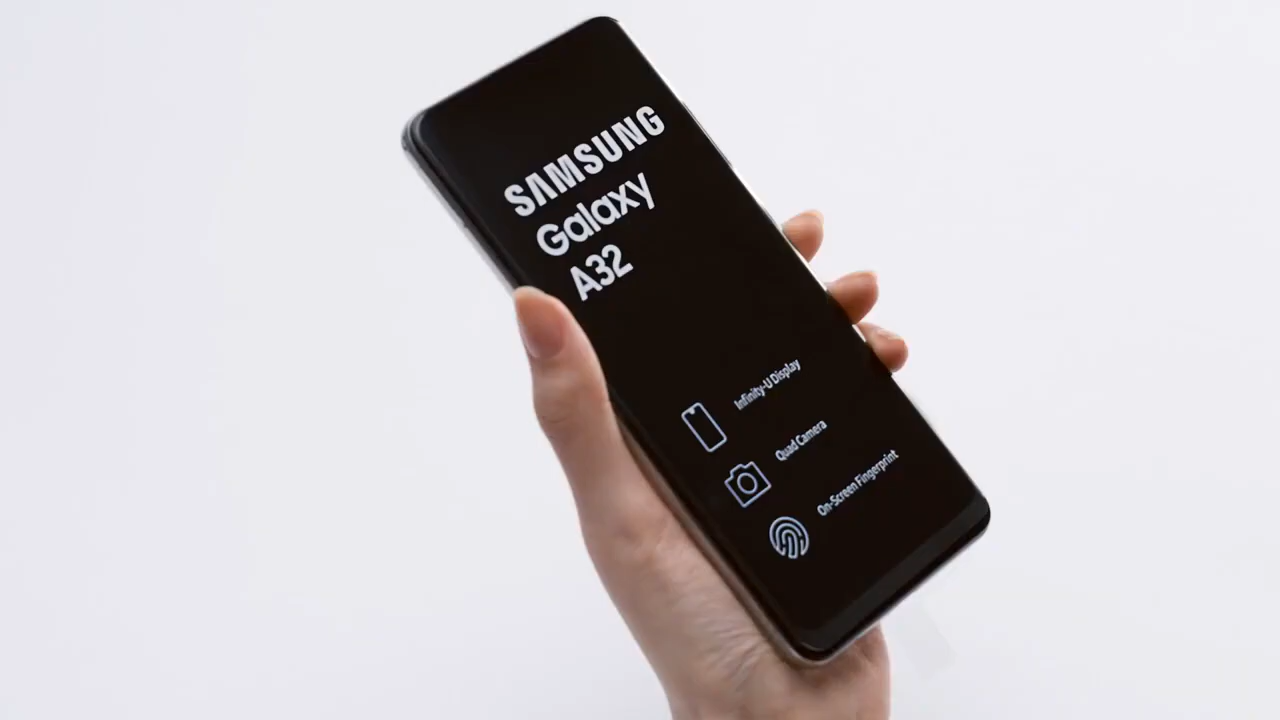 SAMSUNG
Galaxy
A32
Infinity-U Display
Quad Camera
On-Screen Fingerprint